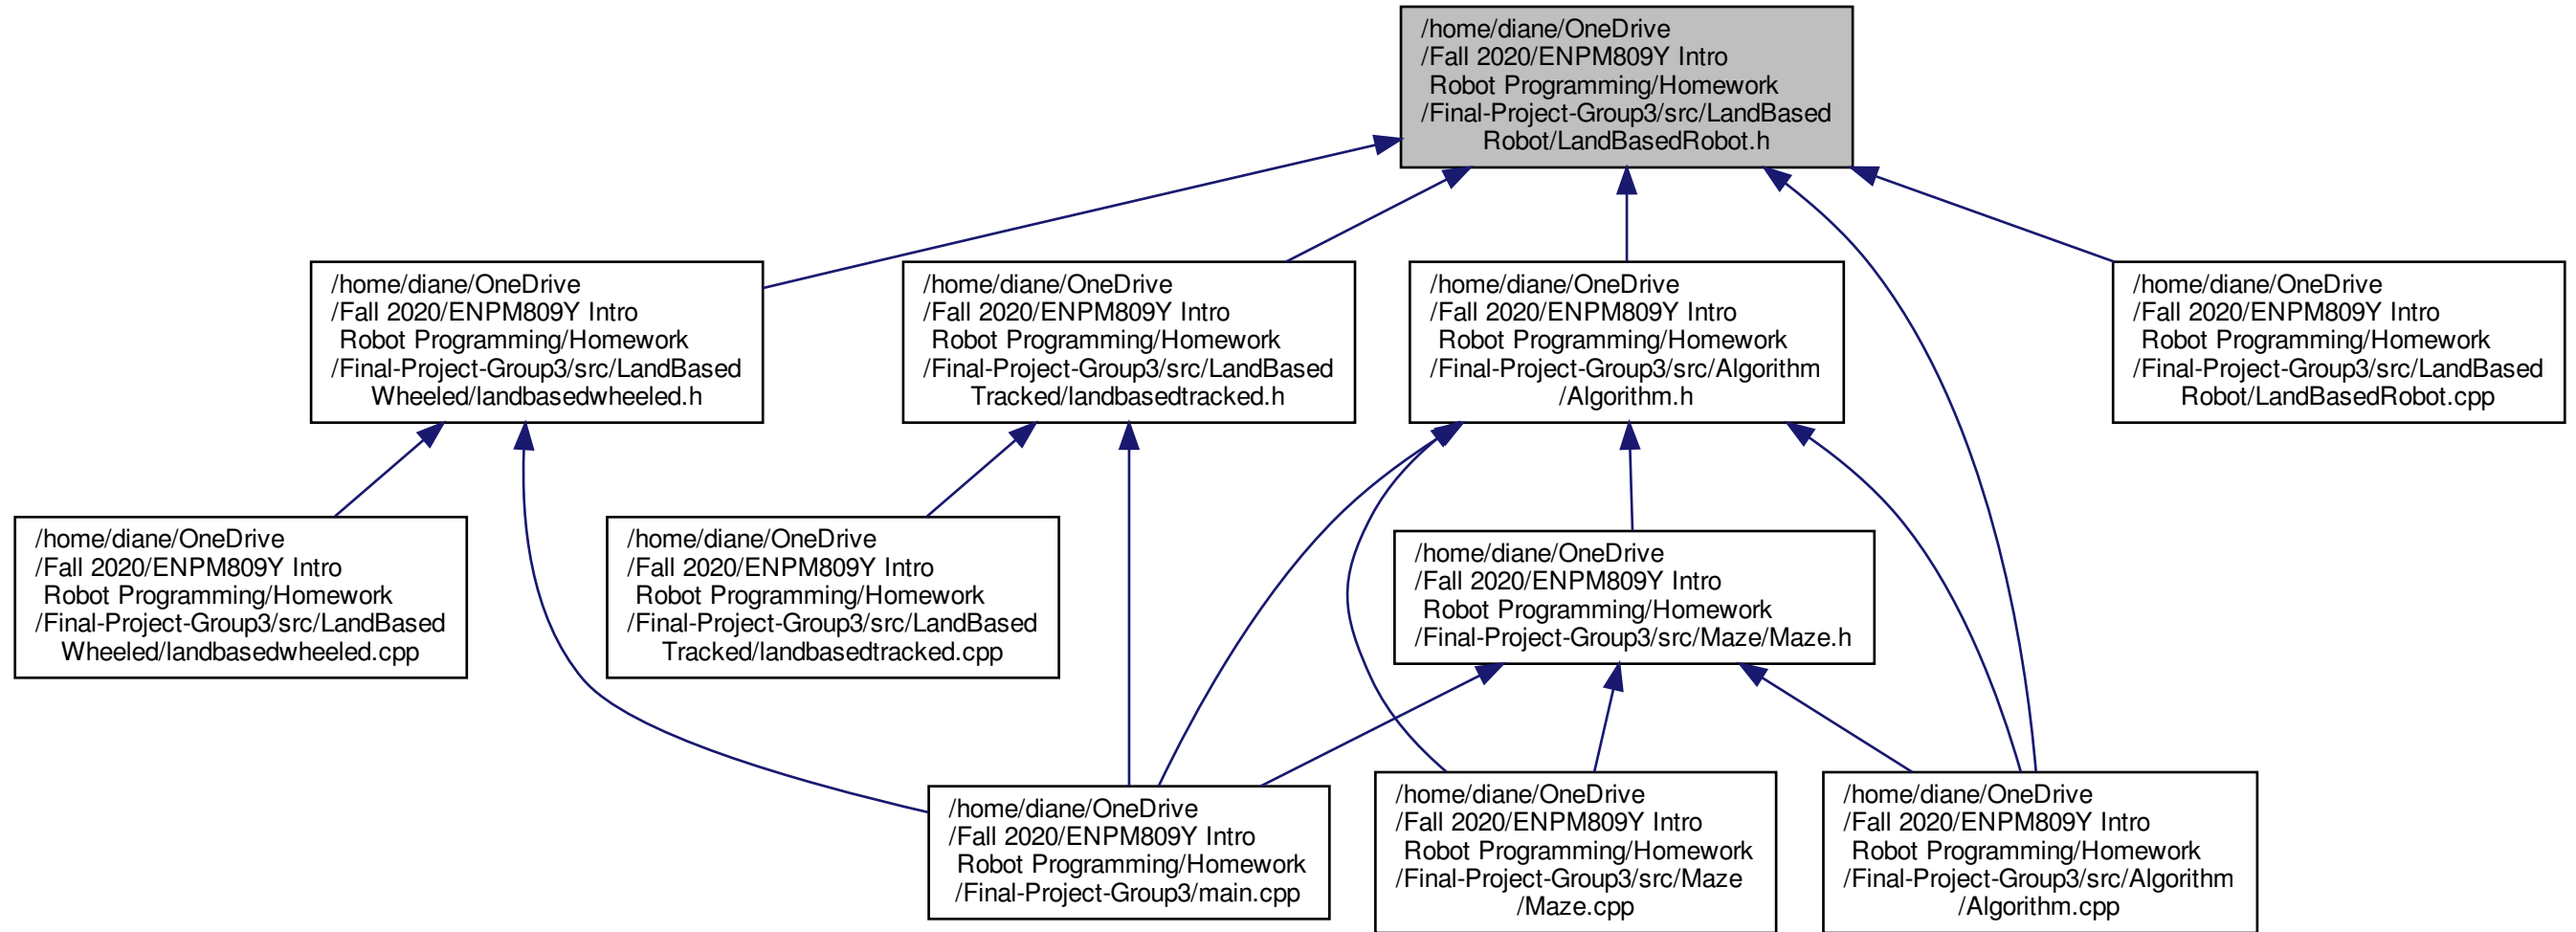 /home/diane/OneDrive
/Fall 2020/ENPM809Y Intro
Robot Programming/Homework
/Final-Project-Group3/src/LandBased
Robot/LandBasedRobot.h
/home/diane/OneDrive
/Fall 2020/ENPM809Y Intro
Robot Programming/Homework
/Final-Project-Group3/src/LandBased
Wheeled/landbasedwheeled.h
/home/diane/OneDrive
/Fall 2020/ENPM809Y Intro
Robot Programming/Homework
/Final-Project-Group3/src/LandBased
Tracked/landbasedtracked.h
/home/diane/OneDrive
/Fall 2020/ENPM809Y Intro
Robot Programming/Homework
/Final-Project-Group3/src/Algorithm
/Algorithm.h
/home/diane/OneDrive
/Fall 2020/ENPM809Y Intro
Robot Programming/Homework
/Final-Project-Group3/src/LandBased
Robot/LandBasedRobot.cpp
/home/diane/OneDrive
/Fall 2020/ENPM809Y Intro
Robot Programming/Homework
/Final-Project-Group3/src/LandBased
Wheeled/landbasedwheeled.cpp
/home/diane/OneDrive
/Fall 2020/ENPM809Y Intro
Robot Programming/Homework
/Final-Project-Group3/src/LandBased
Tracked/landbasedtracked.cpp
/home/diane/OneDrive
/Fall 2020/ENPM809Y Intro
Robot Programming/Homework
/Final-Project-Group3/src/Maze/Maze.h
/home/diane/OneDrive
/Fall 2020/ENPM809Y Intro
Robot Programming/Homework
/Final-Project-Group3/main.cpp
/home/diane/OneDrive
/Fall 2020/ENPM809Y Intro
Robot Programming/Homework
/Final-Project-Group3/src/Maze
/Maze.cpp
/home/diane/OneDrive
/Fall 2020/ENPM809Y Intro
Robot Programming/Homework
/Final-Project-Group3/src/Algorithm
/Algorithm.cpp